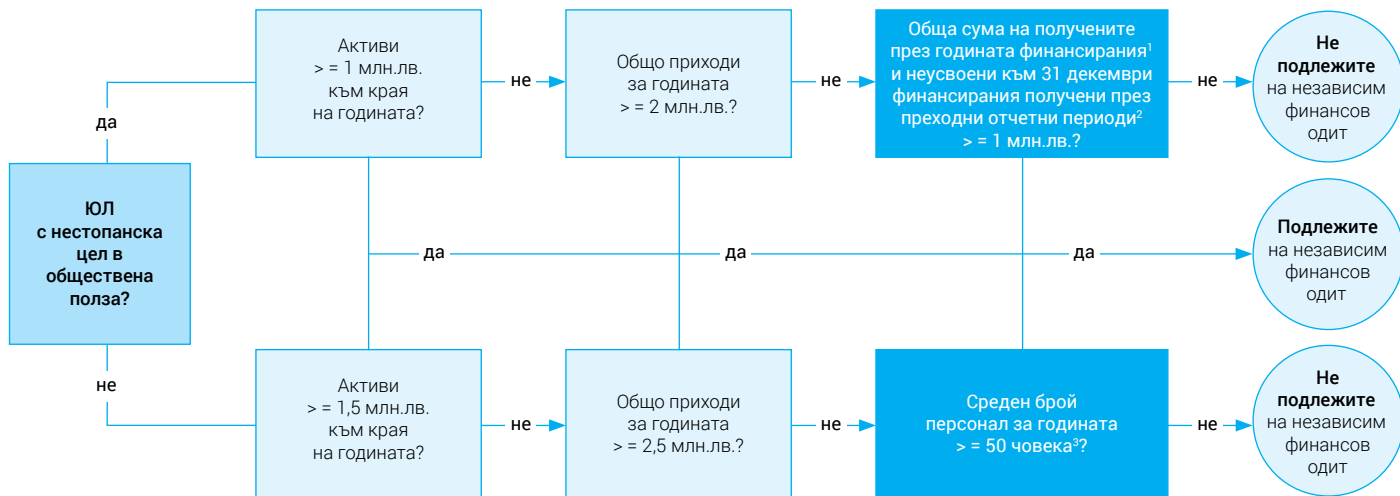 ЮЛ
с нестопанска
цел в
обществена
полза?
да
Активи
> = 1 млн.лв.
към края
на годината?
не
Общо приходи
за годината
> = 2 млн.лв.?
не
Обща сума на получените
през годината финансирания¹
и неусвоени към 31 декември
финансирания получени през
преходни отчетни периоди²
> = 1 млн.лв.?
не
Не
подлежите
на независим
финансов
одит
да
да
да
Подлежите
на независим
финансов
одит
не
Активи
> = 1,5 млн.лв.
към края
на годината?
не
Общо приходи
за годината
> = 2,5 млн.лв.?
не
Среден брой
персонал за годината
> = 50 човека³?
не
Не
подлежите
на независим
финансов
одит